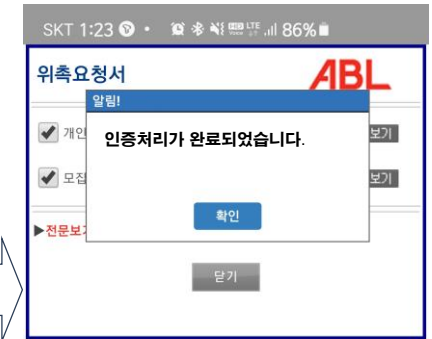 SKT 1:23
HD LTE 86%
위촉요청서
ABL
알림!
개인
보기
인증처리가 완료되었습니다.
모집
보기
확인
▶전문보기
닫기